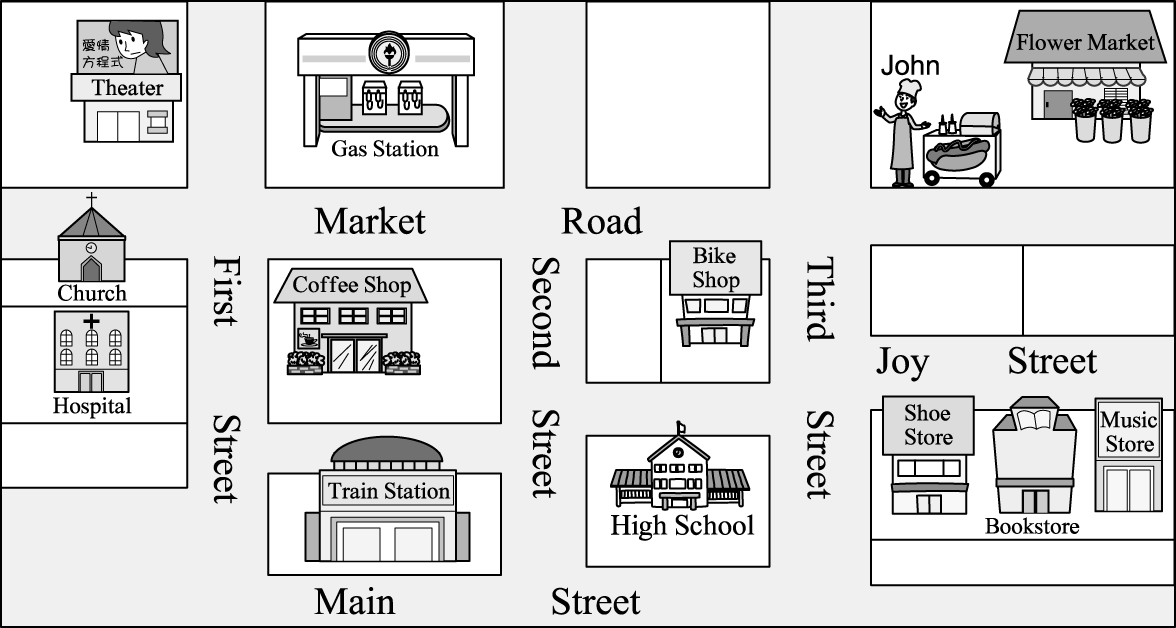 愛情
方程式
Theater
Gas Station
John
Flower Market
Market Road
Church
Hospital
First Street
Coffee Shop
Second Street
Bike
Shop
Third Street
Joy Street
Shoe
Store
Bookstore
Music
Store
Train Station
High School
Main Street